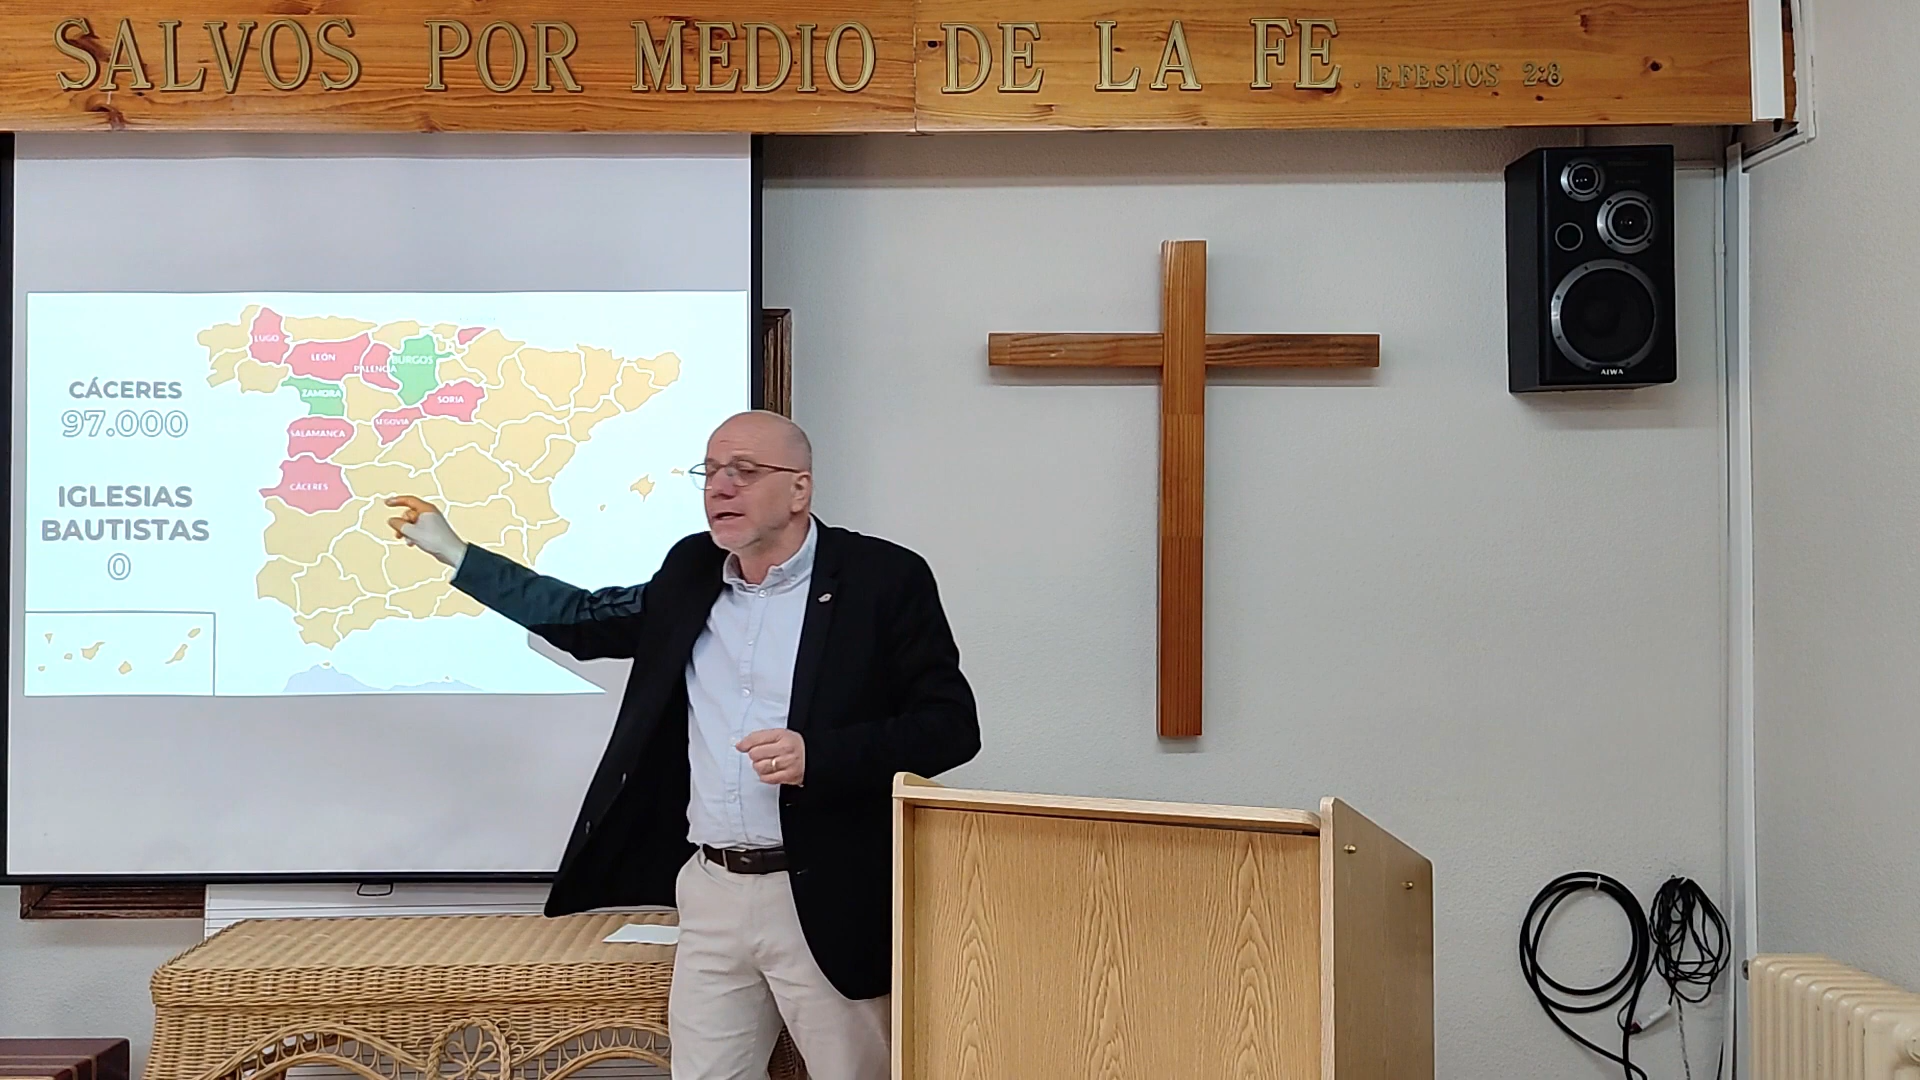 SALVOS POR MEDIO DE LA FE. EFESIOS 2:8
CÁCERES
97.000
IGLESIAS
BAUTISTAS
0
LUGO
LEÓN
PALENCIA
BURGOS
ZAMORA
SORIA
SEGOVIA
SALAMANCA
CÁCERES
AIWA